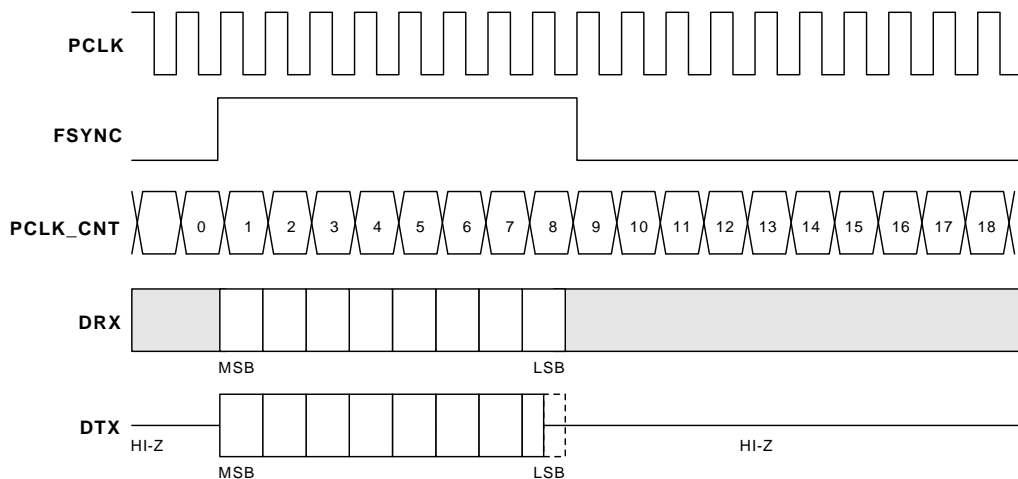 PCLK
FSYNC
PCLK_CNT 0 1 2 3 4 5 6 7 8 9 10 11 12 13 14 15 16 17 18
DRX
MSB LSB
DTX
HI-Z HI-Z
MSB LSB